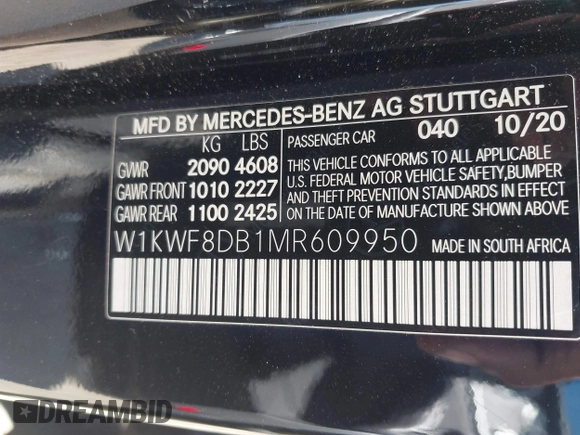 MFD BY MERCEDES-BENZ AG STUTTGART
KG LBS PASSENGER CAR 040 10/20
GVWR 2090 4608
GAWR FRONT 1010 2227
GAWR REAR 1100 2425
THIS VEHICLE CONFORMS TO ALL APPLICABLE
U.S. FEDERAL MOTOR VEHICLE SAFETY,BUMPER
AND THEFT PREVENTION STANDARDS IN EFFECT
ON THE DATE OF MANUFACTURE SHOWN ABOVE.
W1KWF8DB1MR609950 MADE IN SOUTH AFRICA
DREAMBID